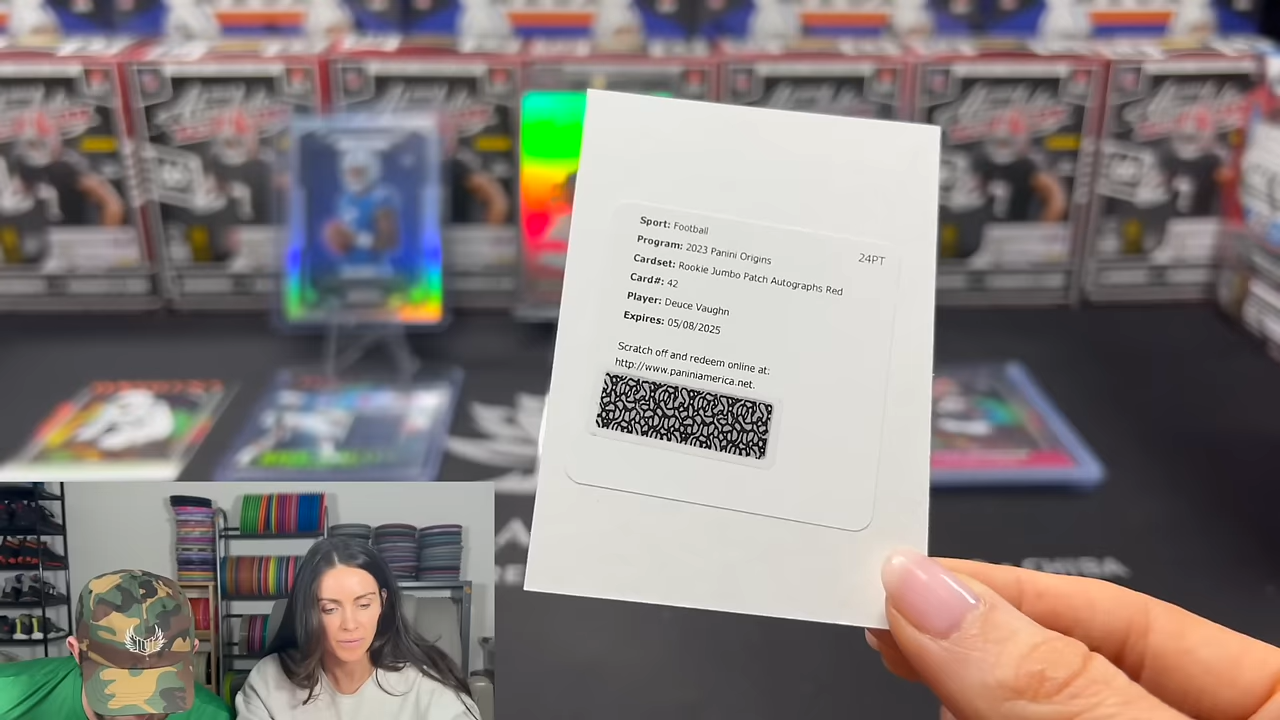 Sport: Football
Program: 2023 Panini Origins
24PT
Cardset: Rookie Jumbo Patch Autographs Red
Card#: 42
Player: Deuce Vaughn
Expires: 05/08/2025
Scratch off and redeem online at:
http://www.paniniamerica.net.